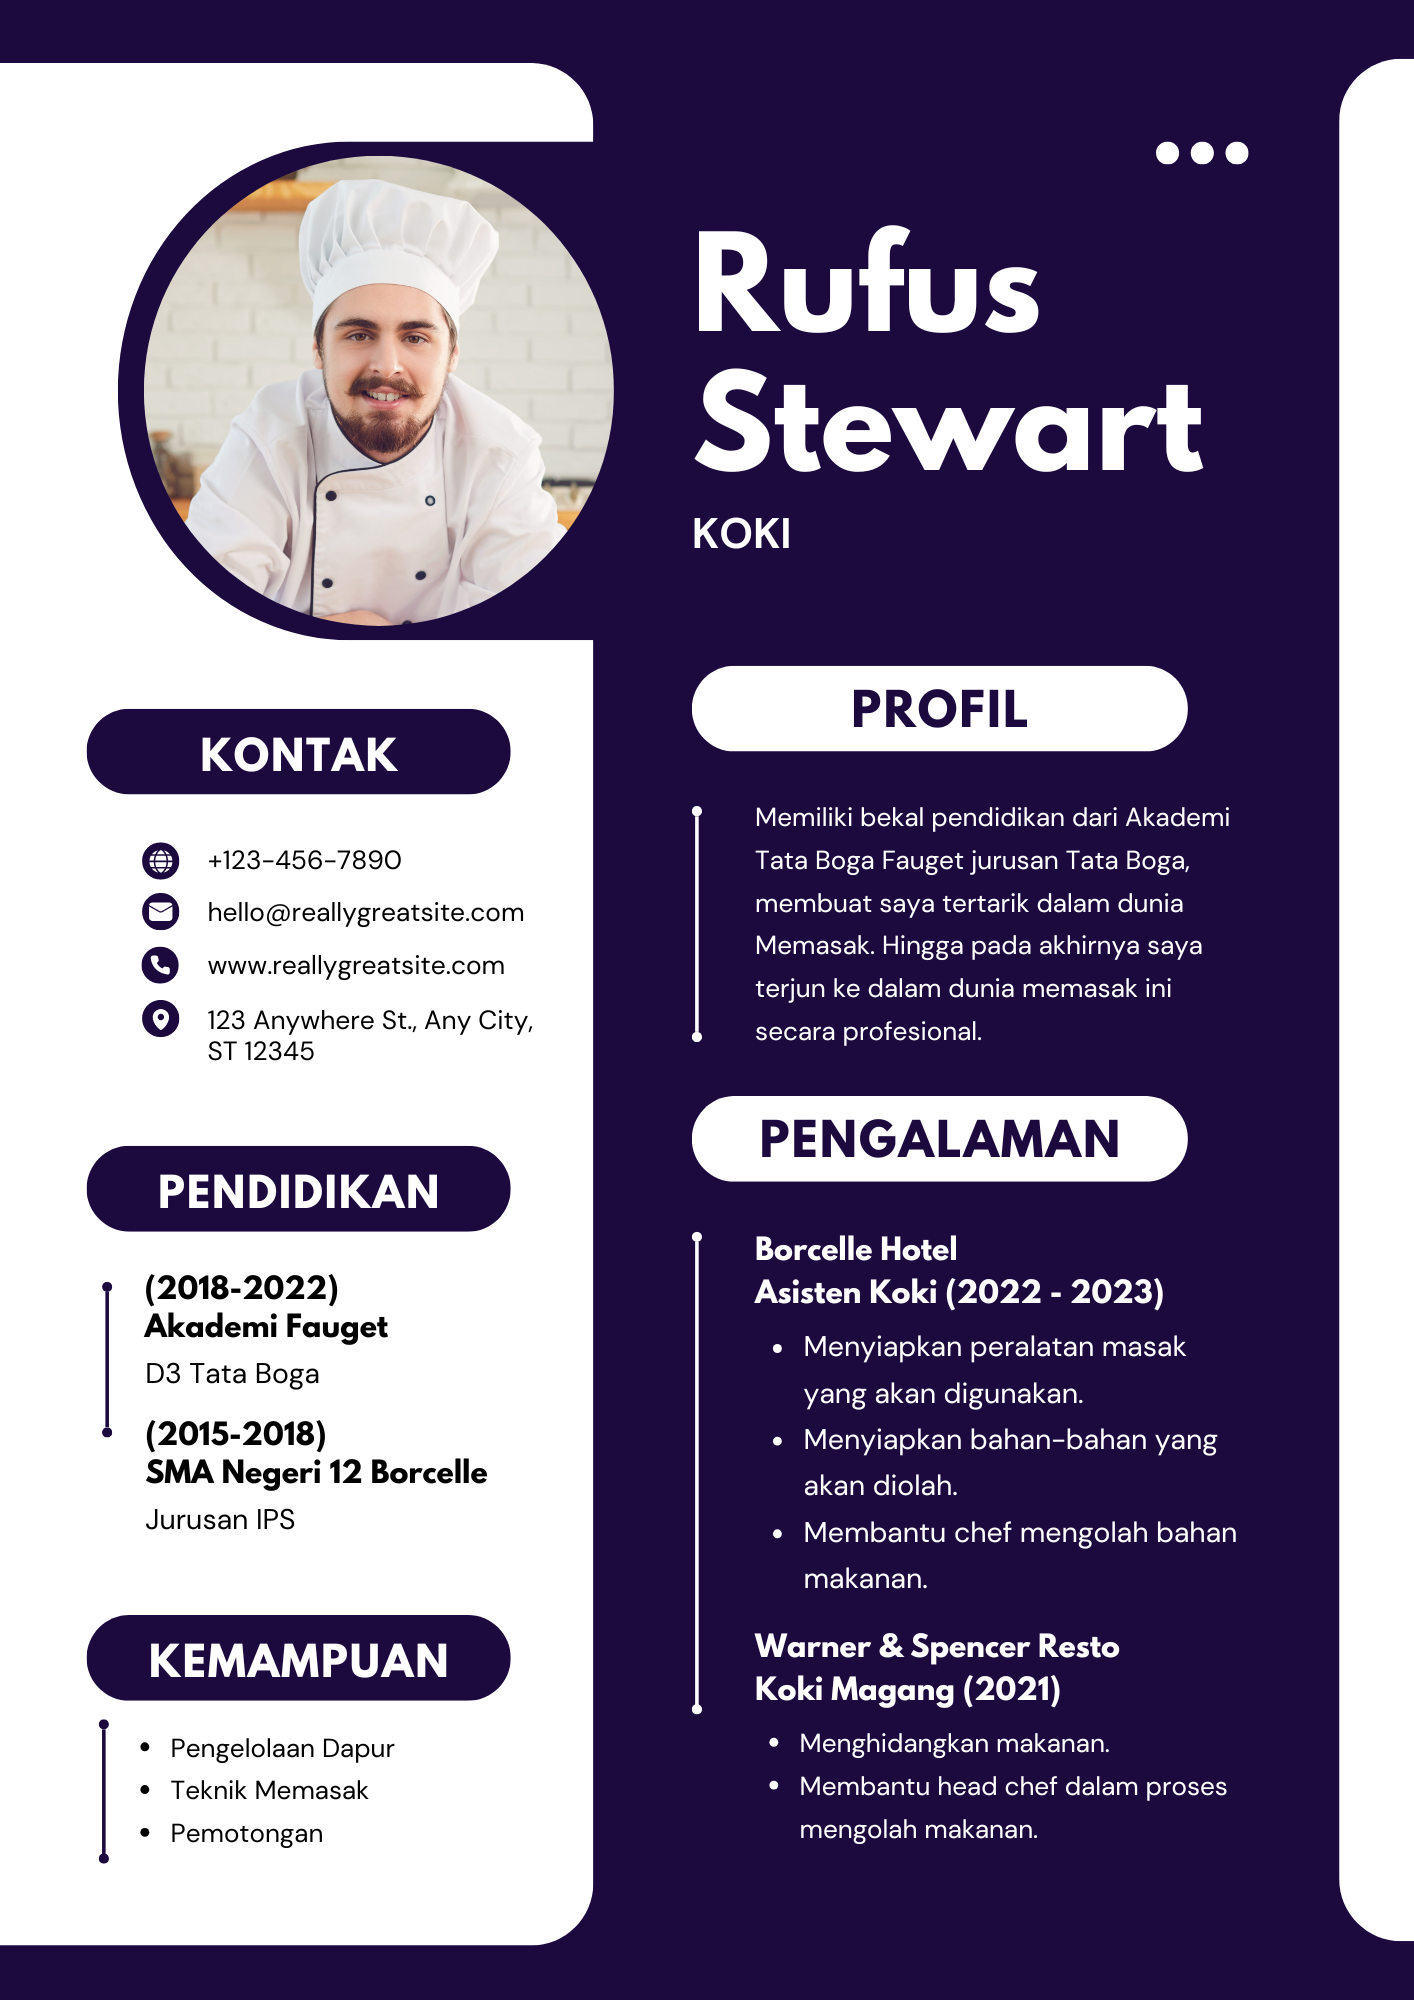 Rufus
Stewart
KOKI
KONTAK
+123-456-7890
hello@reallygreatsite.com
www.reallygreatsite.com
123 Anywhere St., Any City,
ST 12345
PENDIDIKAN
(2018-2022)
Akademi Fauget
D3 Tata Boga
(2015-2018)
SMA Negeri 12 Borcelle
Jurusan IPS
KEMAMPUAN
• Pengelolaan Dapur
• Teknik Memasak
• Pemotongan
PROFIL
Memiliki bekal pendidikan dari Akademi
Tata Boga Fauget jurusan Tata Boga,
membuat saya tertarik dalam dunia
Memasak. Hingga pada akhirnya saya
terjun ke dalam dunia memasak ini
secara profesional.
PENGALAMAN
Borcelle Hotel
Asisten Koki (2022 - 2023)
• Menyiapkan peralatan masak
yang akan digunakan.
• Menyiapkan bahan-bahan yang
akan diolah.
• Membantu chef mengolah bahan
makanan.
Warner & Spencer Resto
Koki Magang (2021)
• Menghidangkan makanan.
• Membantu head chef dalam proses
mengolah makanan.